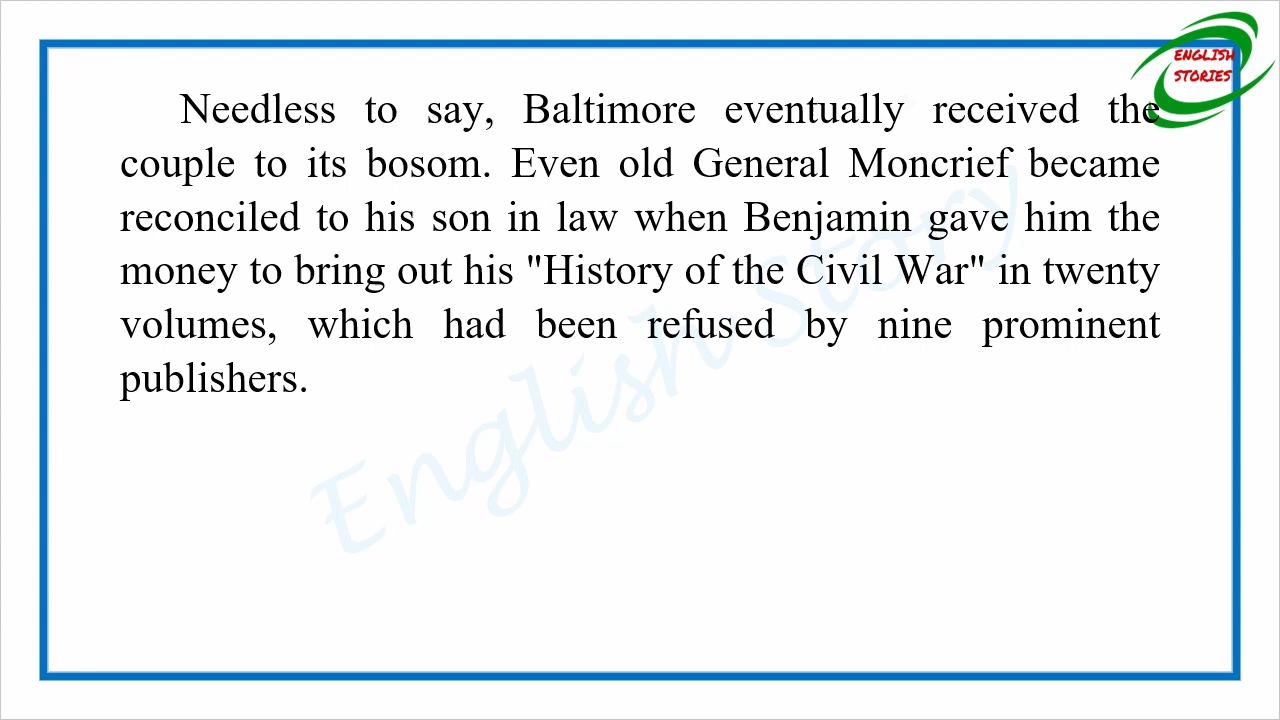 ENGLISH
STORIES
Needless to say, Baltimore eventually received the
couple to its bosom. Even old General Moncrief became
reconciled to his son in law when Benjamin gave him the
money to bring out his "History of the Civil War" in twenty
volumes, which had been refused by nine prominent
publishers.
English Story